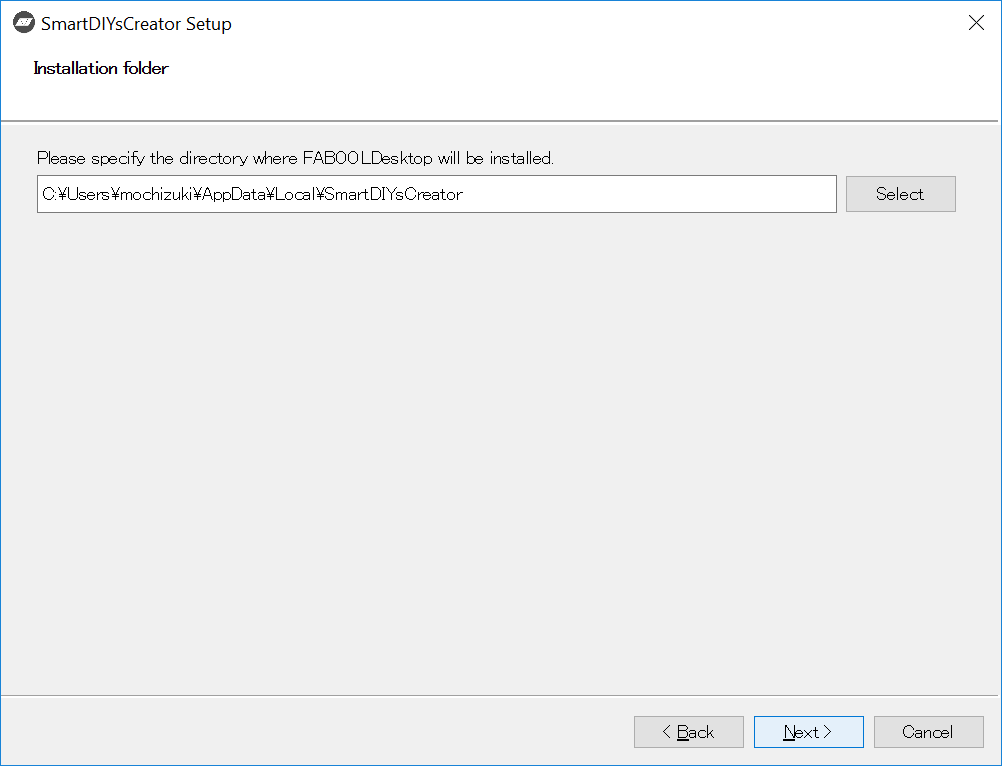 SmartDIYsCreator Setup
Installation folder
Please specify the directory where FABOOLDesktop will be installed.
C:¥Users¥mochizuki¥AppData¥Local¥SmartDIYsCreator
Select
< Back
Next >
Cancel